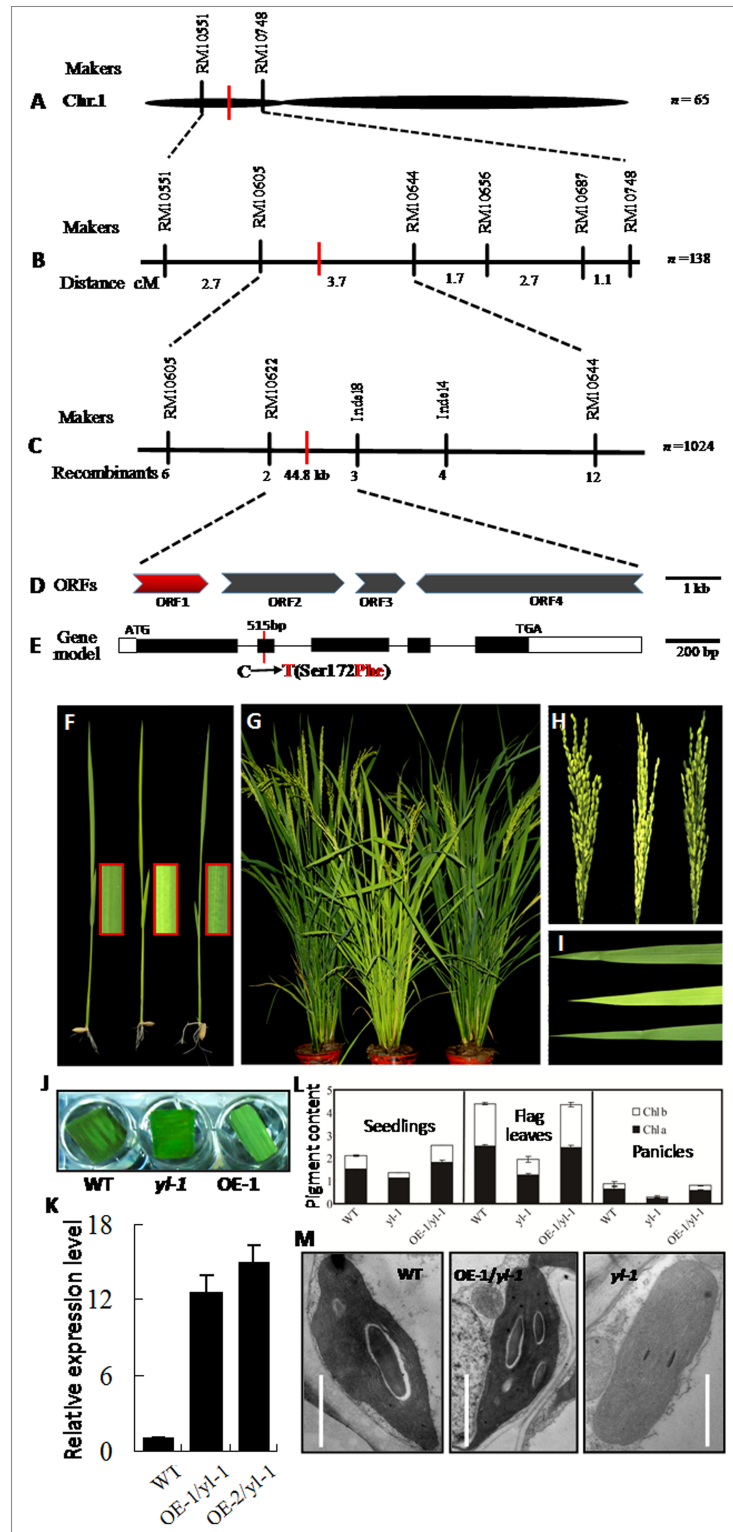 RM10551 RM10748
Makers
A Chr.1 n = 65
RM10551 RM10605 RM10644 RM10656 RM10687 RM10748
Makers
B n =138
Distance cM 2.7 3.7 1.7 2.7 1.1
RM10605 RM10622 Indel8 Indel4 RM10644
Makers
C n =1024
Recombinants 6 2 44.8 kb 3 4 12
D ORFs ORF1 ORF2 ORF3 ORF4 1 kb
E Gene model ATG 515bp TGA 200 bp
C T(Ser172Phe)
F G H
I
J
WT yl-1 OE-1
K
Relative expression level
18
12
6
0
WT OE-1/yl-1 OE-2/yl-1
L
Pigment content
5
4
3
2
1
0
Seedlings Flag leaves Panicles
Chl b
Chl a
WT yl-1 OE-1/yl-1 WT yl-1 OE-1/yl-1 WT yl-1 OE-1/yl-1
M
WT OE-1/yl-1 yl-1